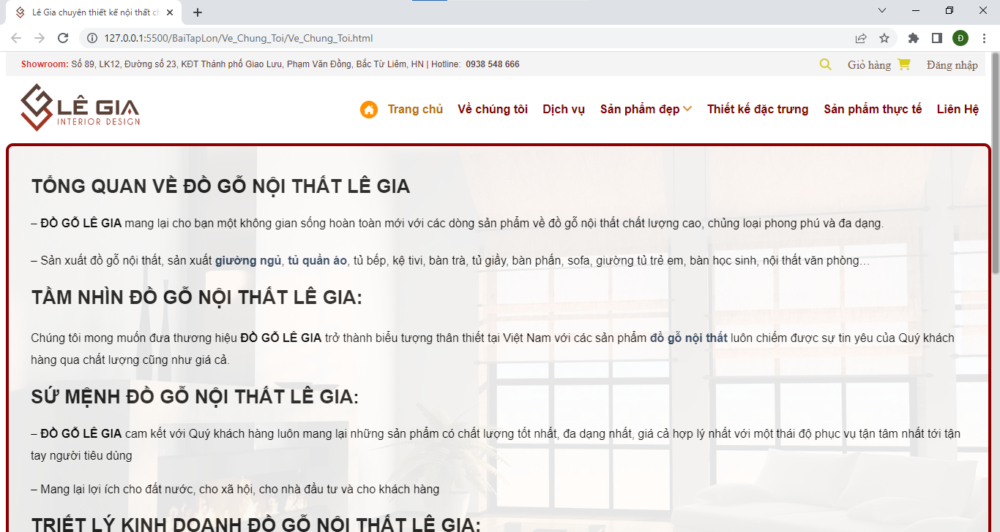 Lê Gia chuyên thiết kế nội thất ch
127.0.0.1:5500/BaiTapLon/Ve_Chung_Toi/Ve_Chung_Toi.html
Đ
Showroom: Số 89, LK12, Đường số 23, KĐT Thành phố Giao Lưu, Phạm Văn Đồng, Bắc Từ Liêm, HN | Hotline: 0938 548 666
Giỏ hàng
Đăng nhập
LÊ GIA
INTERIOR DESIGN
Trang chủ Về chúng tôi Dịch vụ Sản phẩm đẹp Thiết kế đặc trưng Sản phẩm thực tế Liên Hệ
TỔNG QUAN VỀ ĐỒ GỖ NỘI THẤT LÊ GIA
– ĐỒ GỖ LÊ GIA mang lại cho bạn một không gian sống hoàn toàn mới với các dòng sản phẩm về đồ gỗ nội thất chất lượng cao, chủng loại phong phú và đa dạng.
– Sản xuất đồ gỗ nội thất, sản xuất giường ngủ, tủ quần áo, tủ bếp, kệ tivi, bàn trà, tủ giầy, bàn phấn, sofa, giường tủ trẻ em, bàn học sinh, nội thất văn phòng…
TẦM NHÌN ĐỒ GỖ NỘI THẤT LÊ GIA:
Chúng tôi mong muốn đưa thương hiệu ĐỒ GỖ LÊ GIA trở thành biểu tượng thân thiết tại Việt Nam với các sản phẩm đồ gỗ nội thất luôn chiếm được sự tin yêu của Quý khách
hàng qua chất lượng cũng như giá cả.
SỨ MỆNH ĐỒ GỖ NỘI THẤT LÊ GIA:
– ĐỒ GỖ LÊ GIA cam kết với Quý khách hàng luôn mang lại những sản phẩm có chất lượng tốt nhất, đa dạng nhất, giá cả hợp lý nhất với một thái độ phục vụ tận tâm nhất tới tận
tay người tiêu dùng
– Mang lại lợi ích cho đất nước, cho xã hội, cho nhà đầu tư và cho khách hàng
TRIẾT LÝ KINH DOANH ĐỒ GỖ NỘI THẤT LÊ GIA: